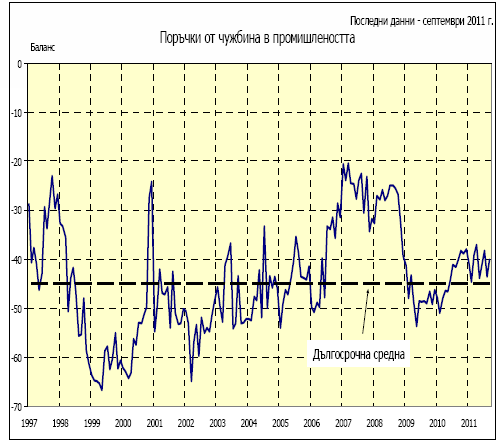 Последни данни - септември 2011 г.
Поръчки от чужбина в промишлеността
Баланс
0
-10
-20
-30
-40
-50
-60
-70
Дългосрочна средна
1997 1998 1999 2000 2001 2002 2003 2004 2005 2006 2007 2008 2009 2010 2011